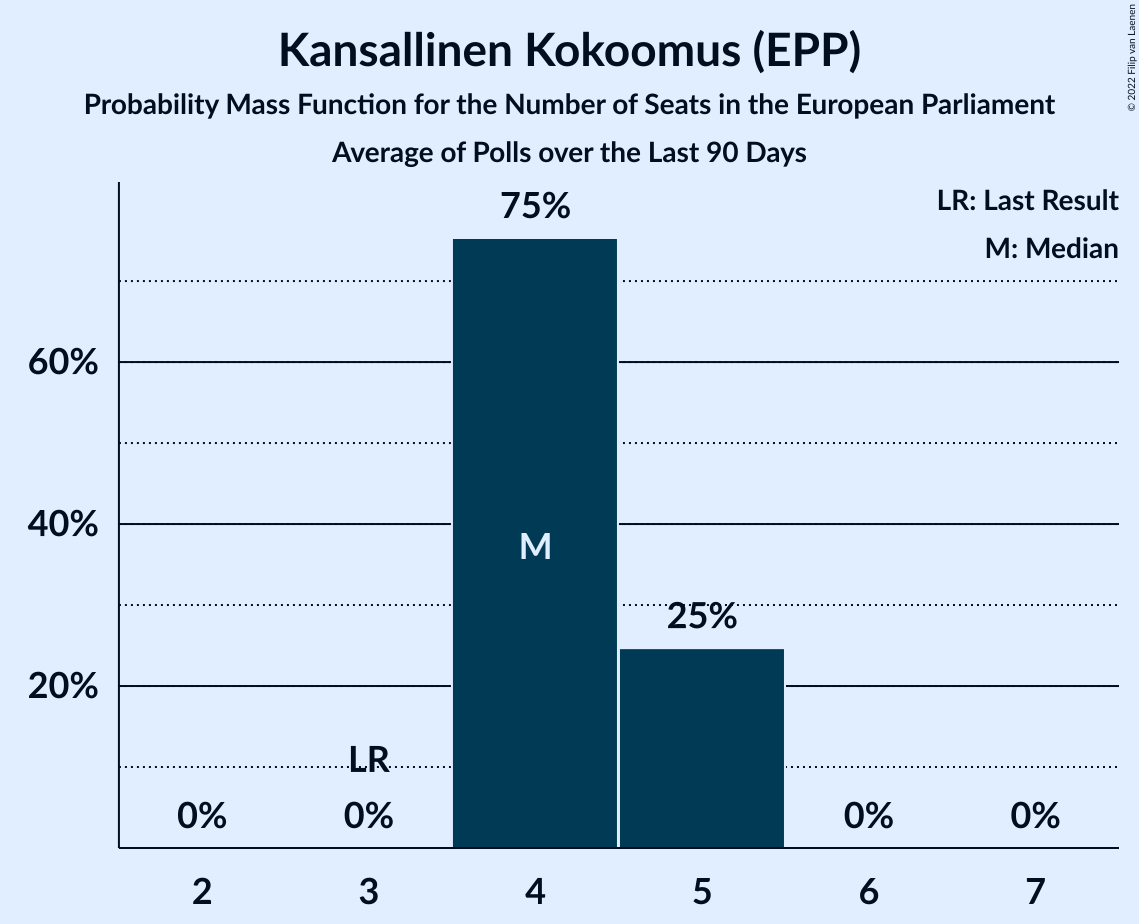 Kansallinen Kokoomus (EPP)
Probability Mass Function for the Number of Seats in the European Parliament
Average of Polls over the Last 90 Days
© 2022 Filip van Laenen
LR: Last Result
M: Median
75%
60%
40%
M
25%
20%
LR
0% 0% 0% 0%
2 3 4 5 6 7